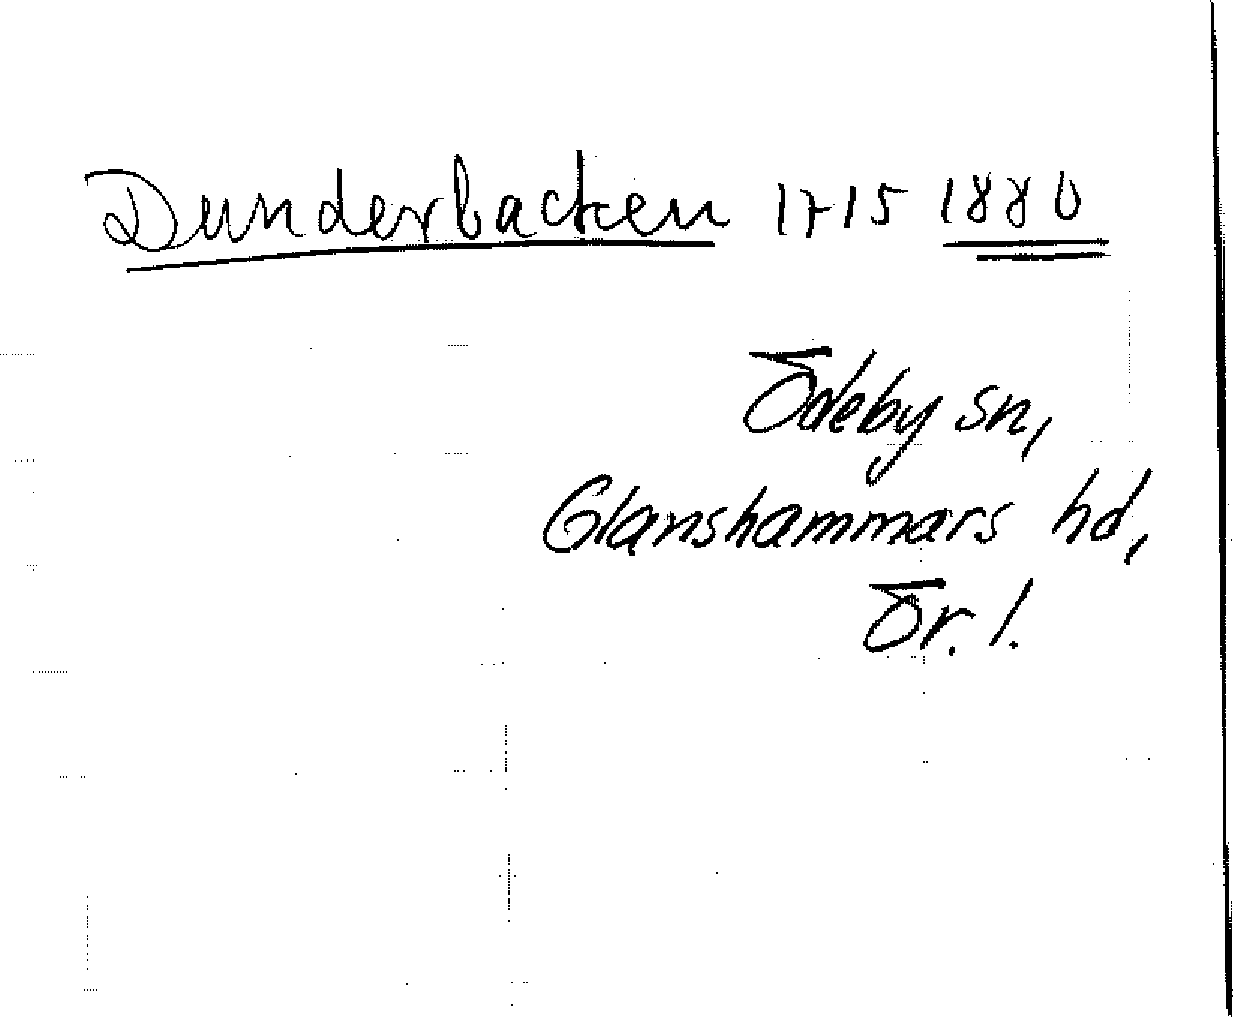 Dunderbacken 1715 1880
Ödeby sn,
Glanshammars hd,
Ör. l.